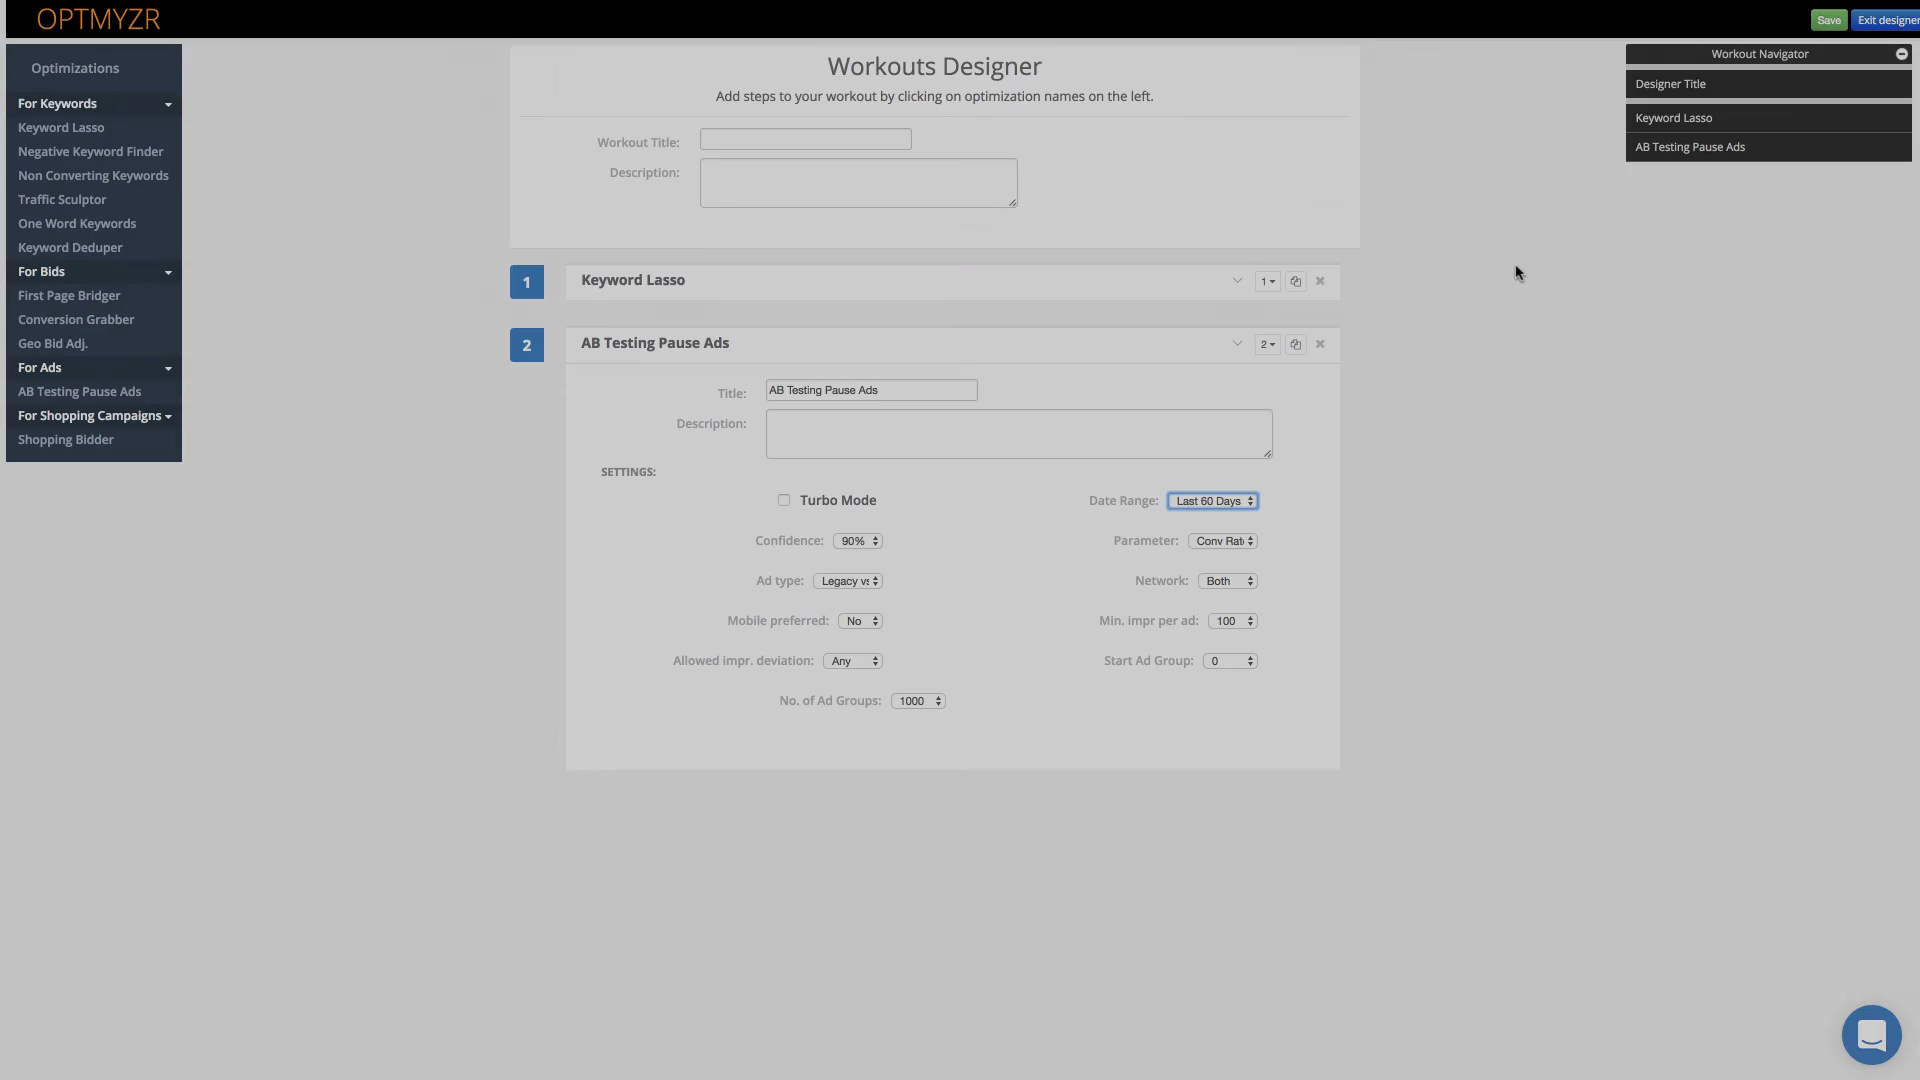 OPTMYZR
Save
Exit designer
Optimizations
For Keywords
Keyword Lasso
Negative Keyword Finder
Non Converting Keywords
Traffic Sculptor
One Word Keywords
Keyword Deduper
For Bids
First Page Bridger
Conversion Grabber
Geo Bid Adj.
For Ads
AB Testing Pause Ads
For Shopping Campaigns
Shopping Bidder
Workouts Designer
Add steps to your workout by clicking on optimization names on the left.
Workout Title:
Description:
1 Keyword Lasso 1
2 AB Testing Pause Ads 2
Title: AB Testing Pause Ads
Description:
SETTINGS:
Turbo Mode Date Range: Last 60 Days
Confidence: 90% Parameter: Conv Rat
Ad type: Legacy vs Network: Both
Mobile preferred: No Min. impr per ad: 100
Allowed impr. deviation: Any Start Ad Group: 0
No. of Ad Groups: 1000
Workout Navigator
Designer Title
Keyword Lasso
AB Testing Pause Ads